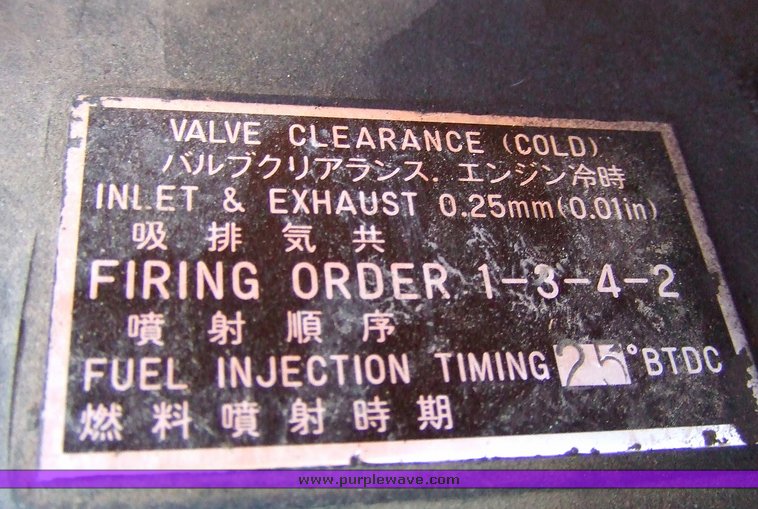 VALVE CLEARANCE (COLD)
バルブクリアランス. エンジン冷時
INLET & EXHAUST 0.25mm(0.01in)
吸排気共
FIRING ORDER 1-3-4-2
噴射順序
FUEL INJECTION TIMING 25° BTDC
燃料噴射時期
www.purplewave.com